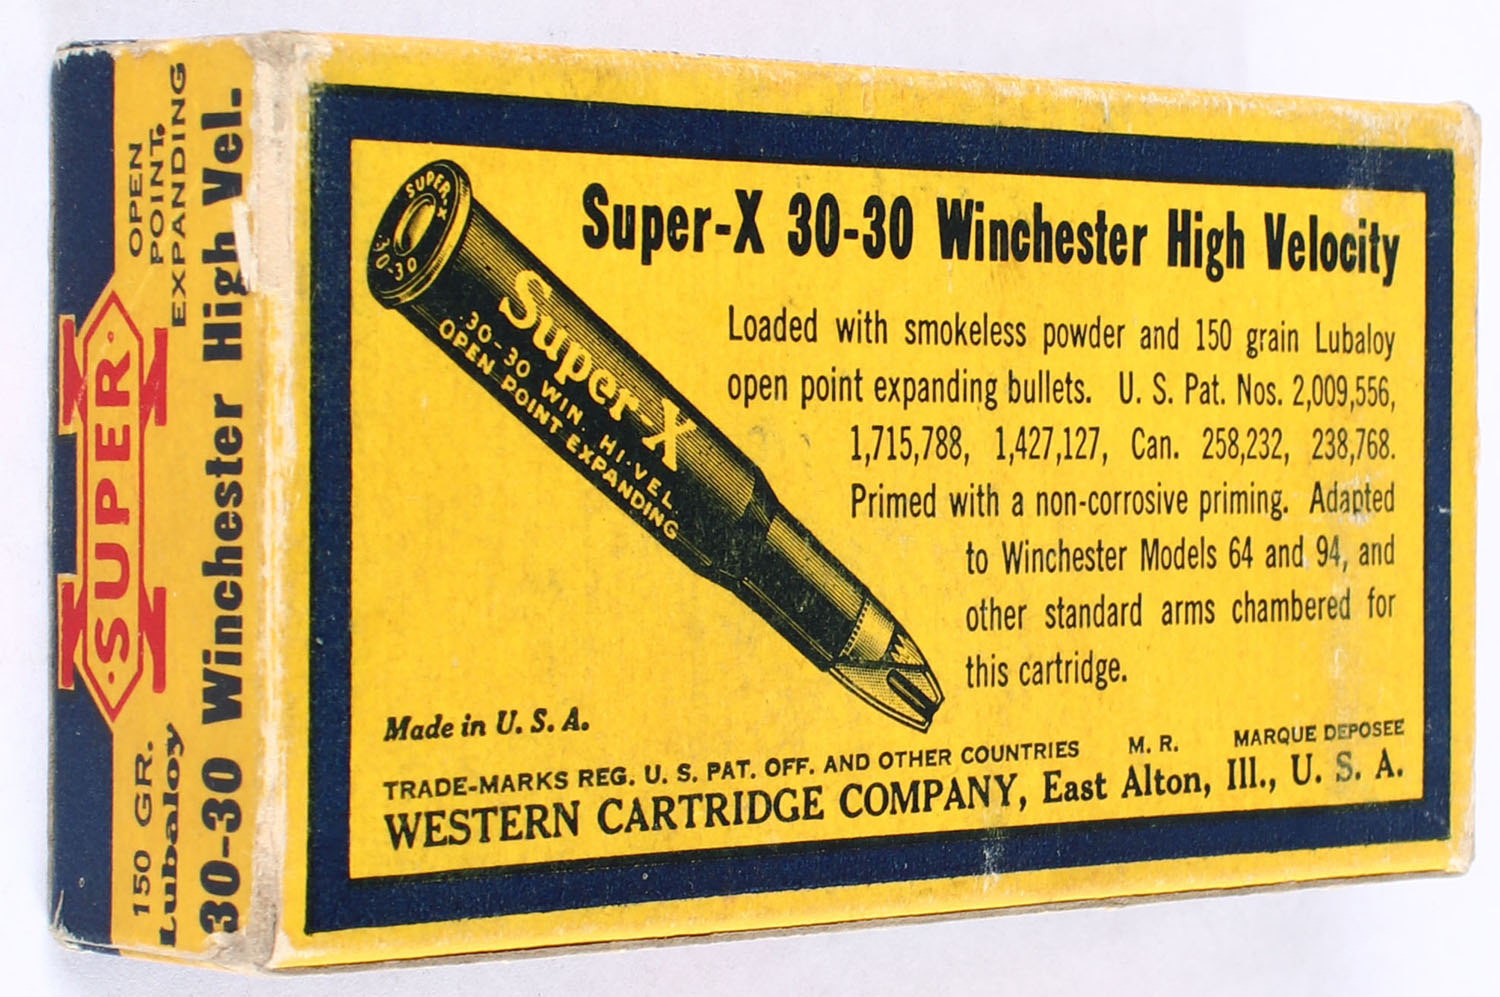 OPEN
POINT.
EXPANDING
SUPER
X
150 GR.
Lubaloy
30-30 Winchester High Vel.
SUPER-X
30-30
Super-X
.30-30 WIN. HI-VEL.
OPEN POINT EXPANDING
Super-X 30-30 Winchester High Velocity
Loaded with smokeless powder and 150 grain Lubaloy
open point expanding bullets. U. S. Pat. Nos. 2,009,556,
1,715,788, 1,427,127, Can. 258,232, 238,768.
Primed with a non-corrosive priming. Adapted
to Winchester Models 64 and 94, and
other standard arms chambered for
this cartridge.
Made in U. S. A.
TRADE-MARKS REG. U. S. PAT. OFF. AND OTHER COUNTRIES M. R. MARQUE DEPOSEE
WESTERN CARTRIDGE COMPANY, East Alton, Ill., U. S. A.